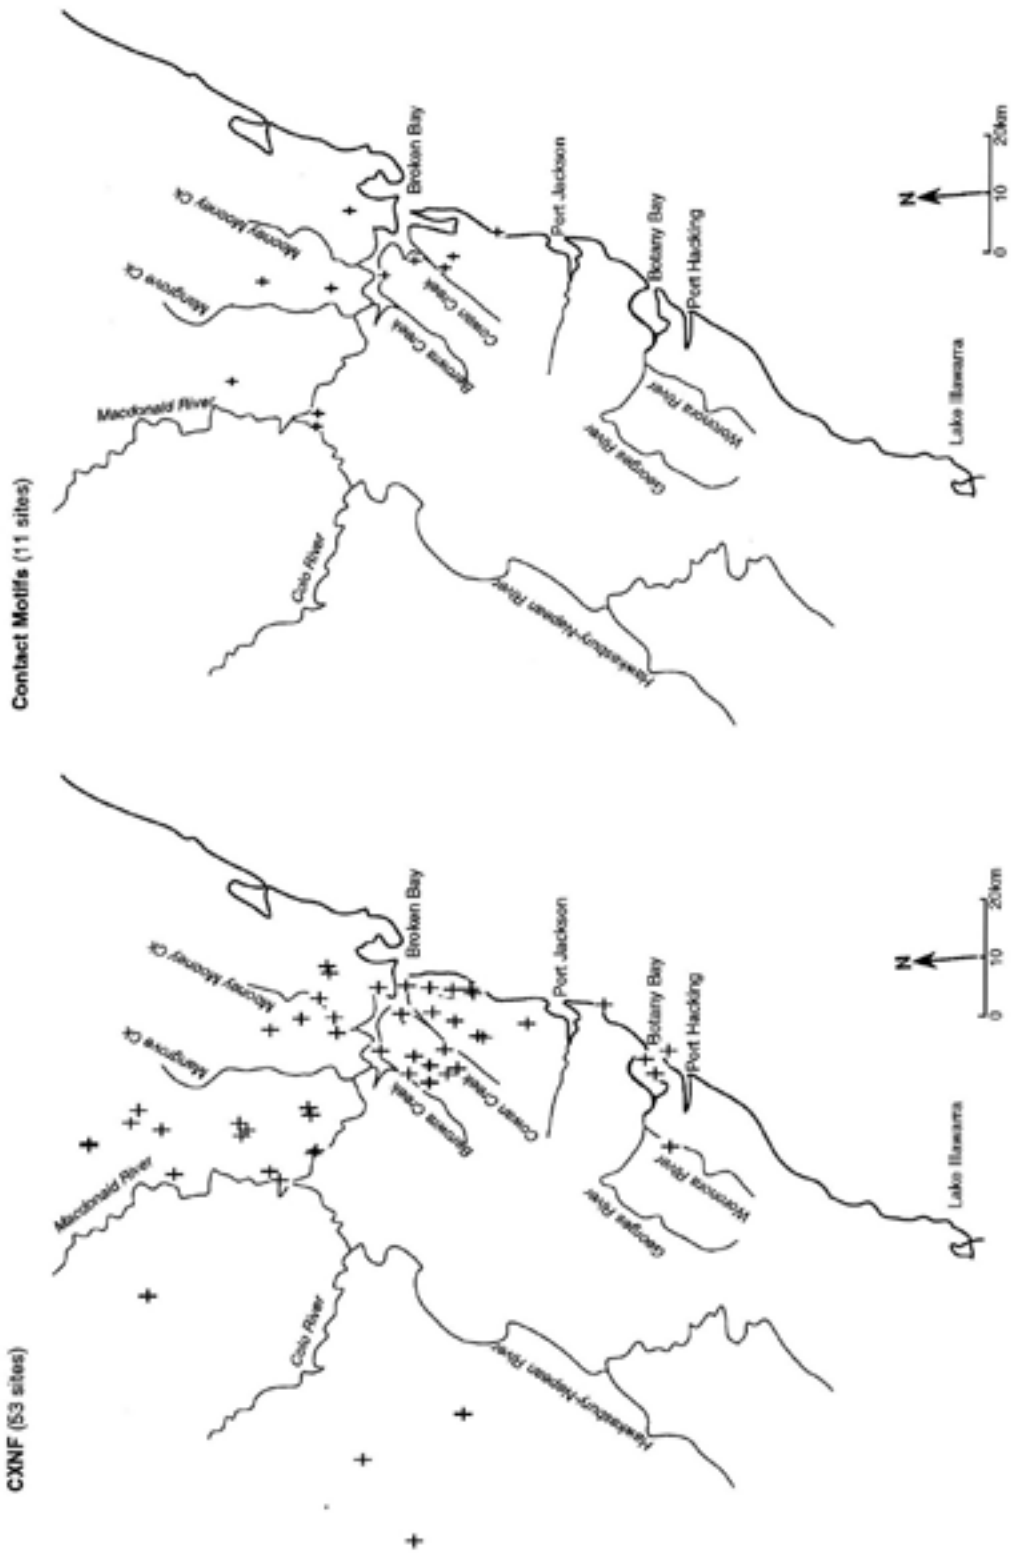 Contact Motifs (11 sites)
Macdonald River
Mangrove Ck
Mooney Mooney Ck
Broken Bay
Colo River
Berowra Creek
Cowan Creek
Port Jackson
Hawkesbury-Nepean River
Georges River
Woronora River
Botany Bay
Port Hacking
Lake Illawarra
N
0 10 20km
CXNF (53 sites)
Macdonald River
Mangrove Ck
Mooney Mooney Ck
Broken Bay
Colo River
Berowra Creek
Cowan Creek
Port Jackson
Hawkesbury-Nepean River
Georges River
Woronora River
Botany Bay
Port Hacking
Lake Illawarra
N
0 10 20km